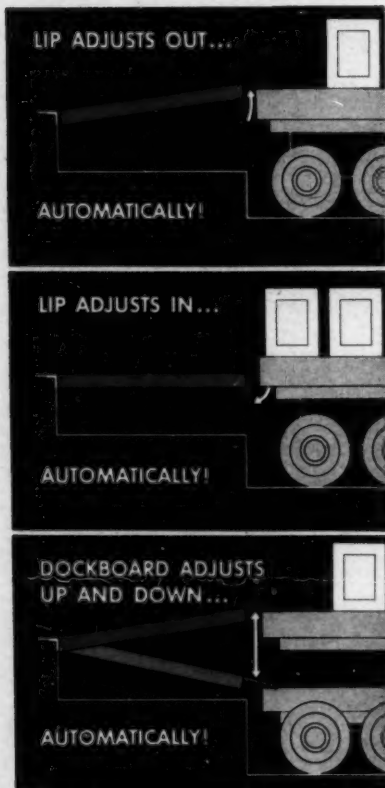 LIP ADJUSTS OUT...
AUTOMATICALLY!
LIP ADJUSTS IN...
AUTOMATICALLY!
DOCKBOARD ADJUSTS
UP AND DOWN...
AUTOMATICALLY!